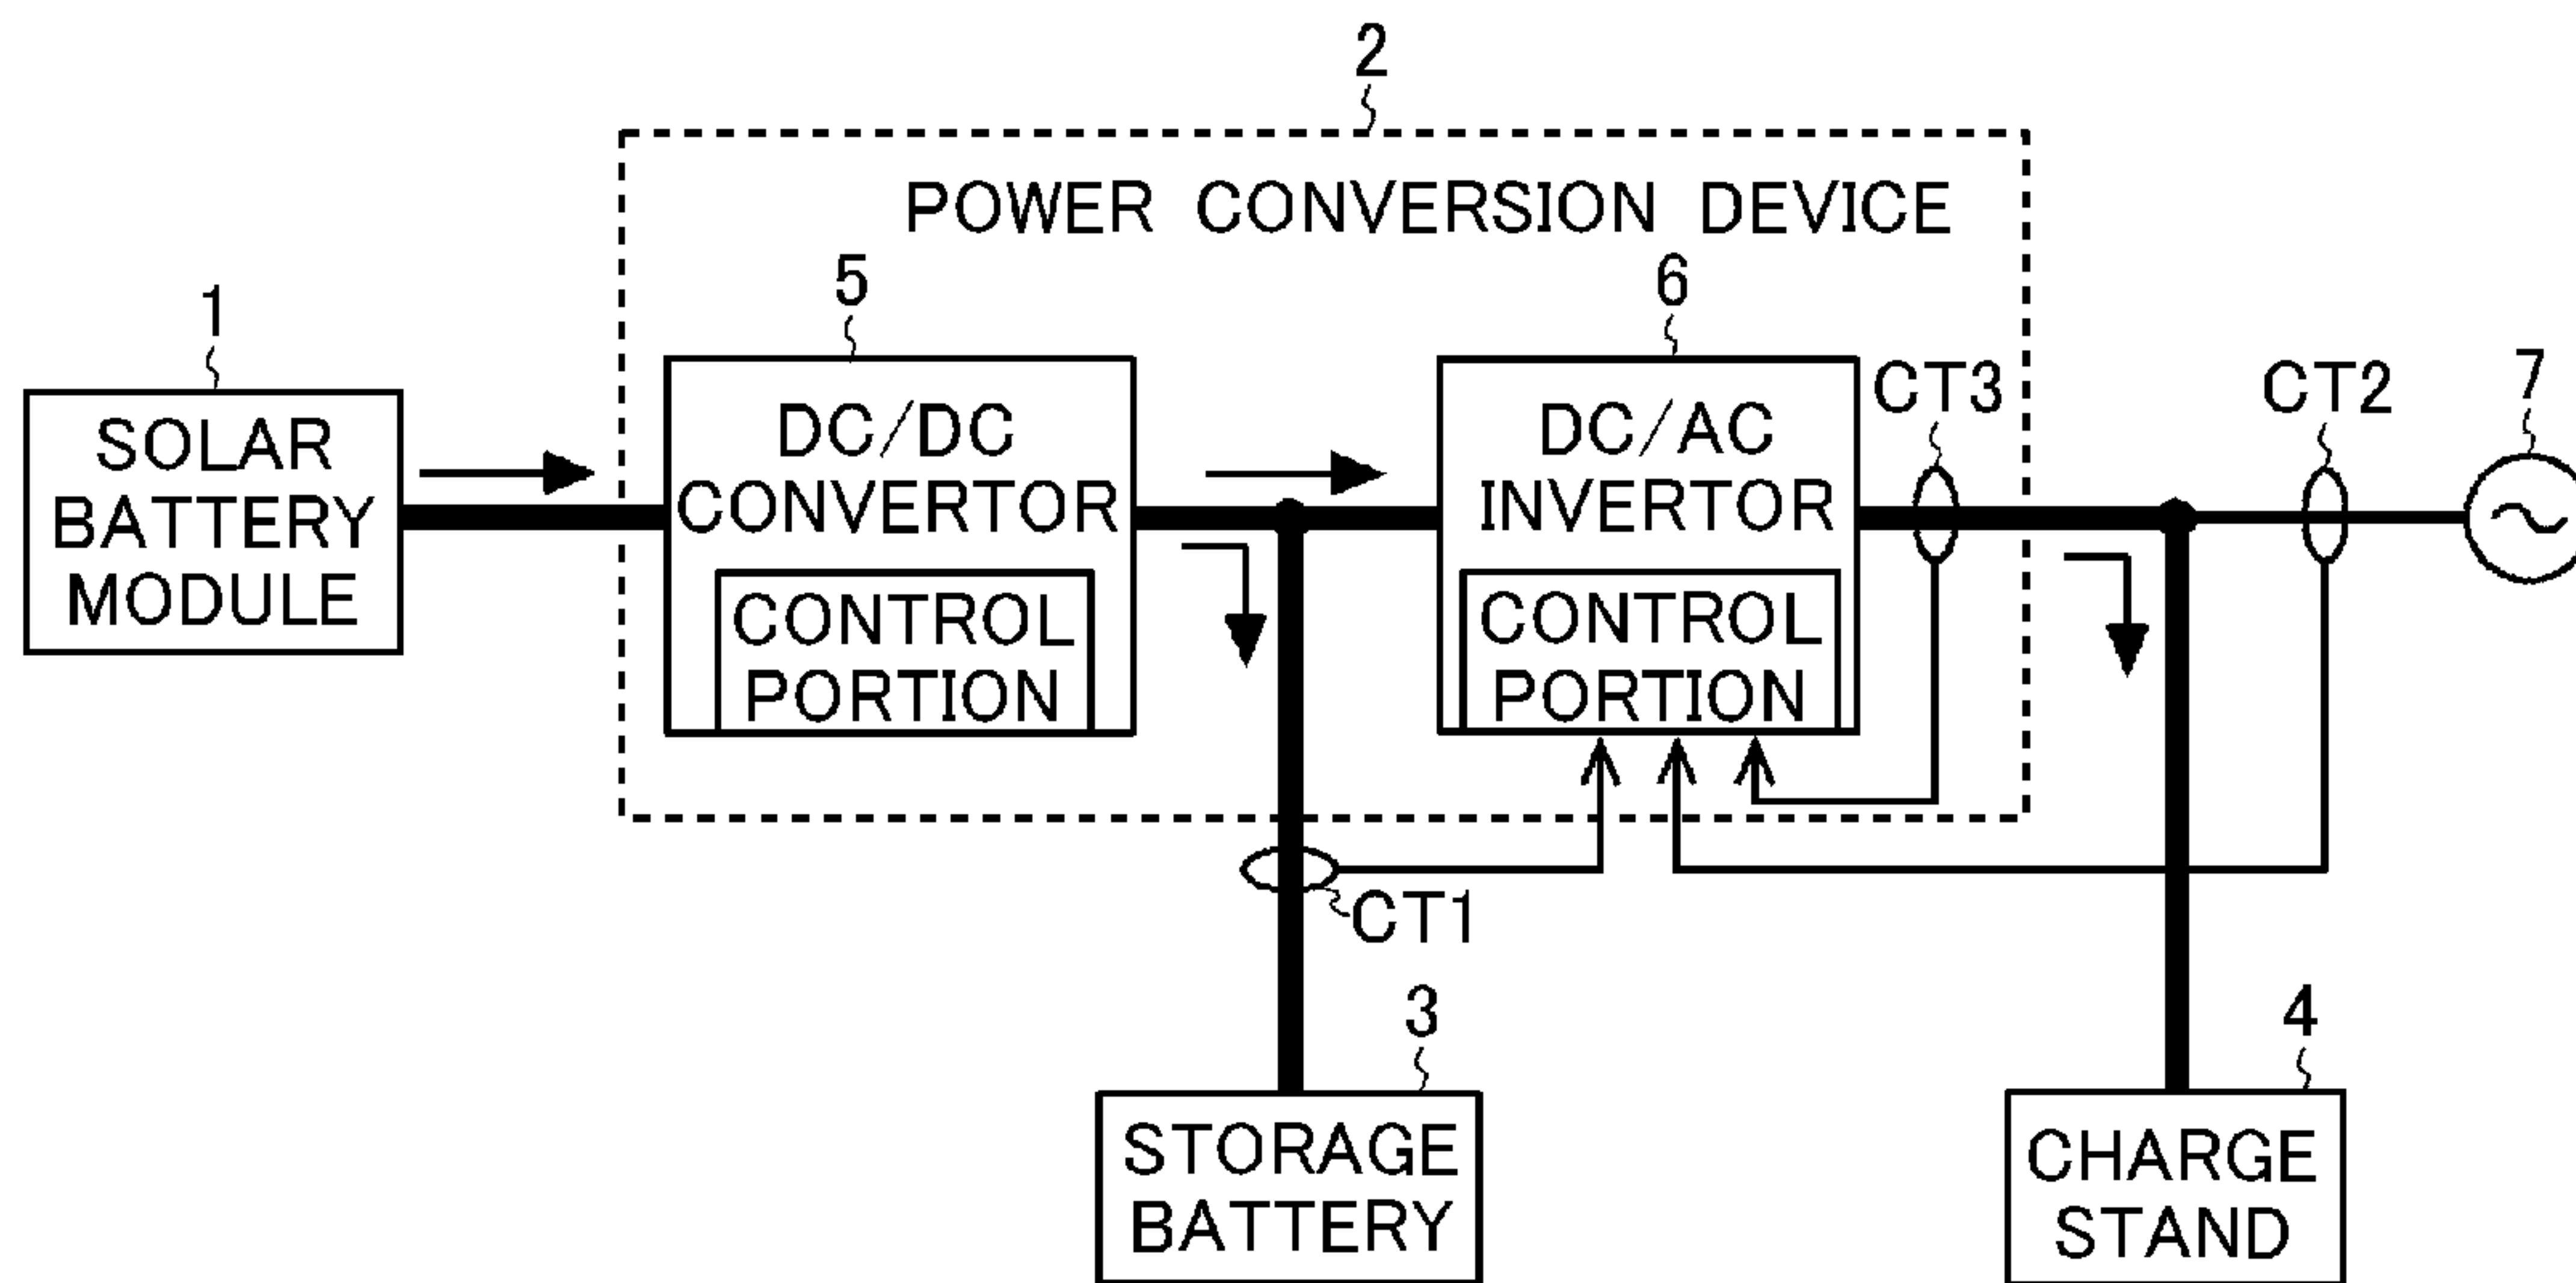 2
POWER CONVERSION DEVICE
1
5
6
CT3
CT2
7
SOLAR
BATTERY
MODULE
DC/DC
CONVERTOR
CONTROL
PORTION
DC/AC
INVERTOR
CONTROL
PORTION
CT1
3
4
STORAGE
BATTERY
CHARGE
STAND